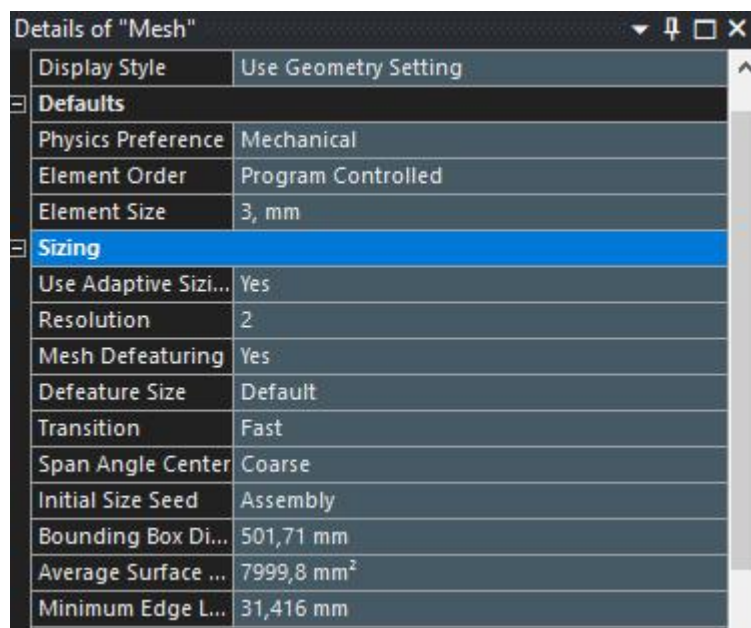 Details of "Mesh"
Display Style Use Geometry Setting
Defaults
Physics Preference Mechanical
Element Order Program Controlled
Element Size 3, mm
Sizing
Use Adaptive Sizi... Yes
Resolution 2
Mesh Defeaturing Yes
Defeature Size Default
Transition Fast
Span Angle Center Coarse
Initial Size Seed Assembly
Bounding Box Di... 501,71 mm
Average Surface ... 7999,8 mm²
Minimum Edge L... 31,416 mm